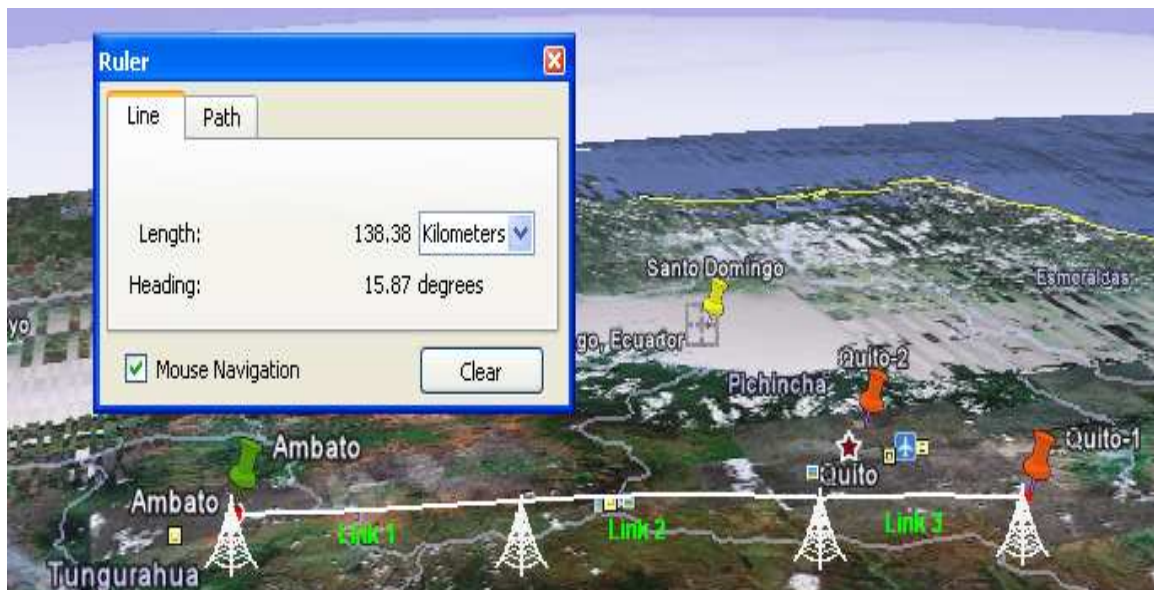 Ruler
Line
Path
Length:
138.38 Kilometers
Heading:
15.87 degrees
Mouse Navigation
Clear
yo
Santo Domingo
Esmeraldas
go, Ecuador
Quito-2
Pichincha
Ambato
Quito-1
Quito
Ambato
Link 1
Link 2
Link 3
Tungurahua